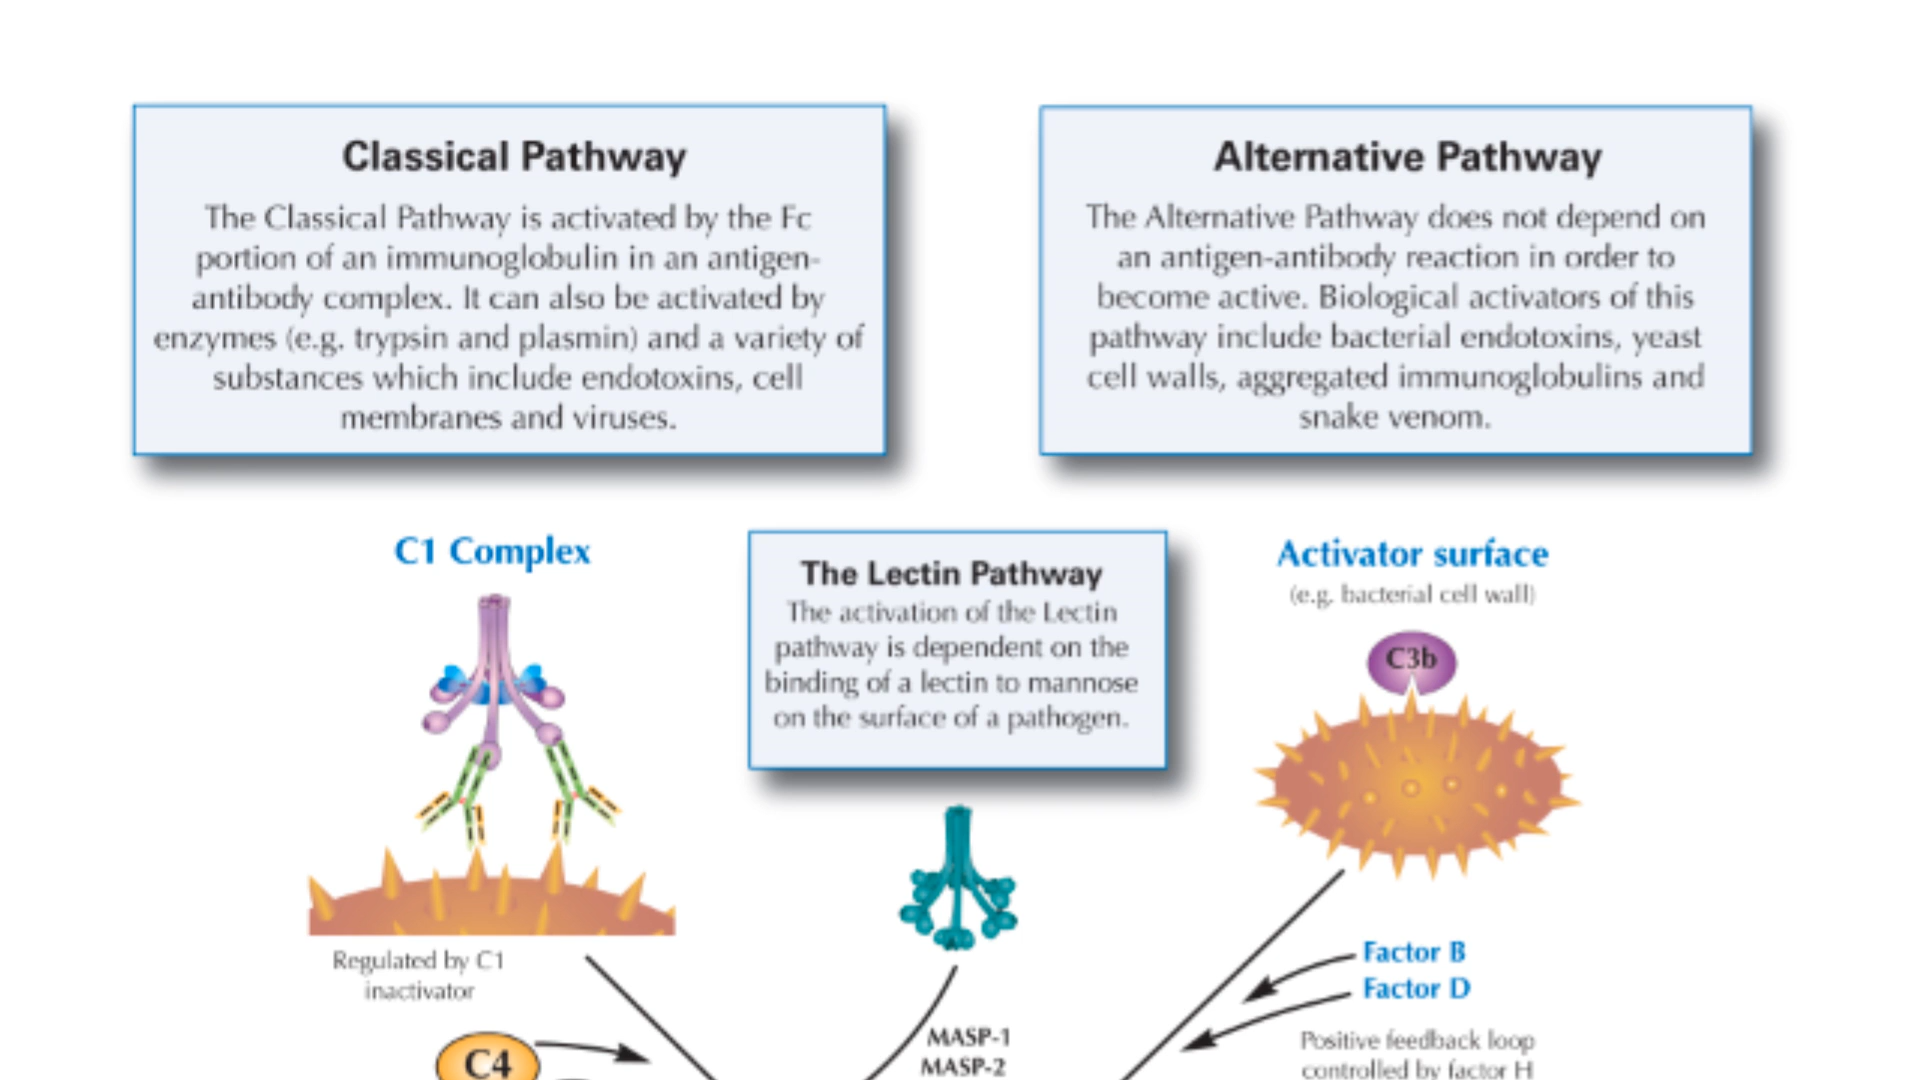 Classical Pathway
The Classical Pathway is activated by the Fc
portion of an immunoglobulin in an antigen-
antibody complex. It can also be activated by
enzymes (e.g. trypsin and plasmin) and a variety of
substances which include endotoxins, cell
membranes and viruses.
Alternative Pathway
The Alternative Pathway does not depend on
an antigen-antibody reaction in order to
become active. Biological activators of this
pathway include bacterial endotoxins, yeast
cell walls, aggregated immunoglobulins and
snake venom.
C1 Complex
The Lectin Pathway
The activation of the Lectin
pathway is dependent on the
binding of a lectin to mannose
on the surface of a pathogen.
Activator surface
(e.g. bacterial cell wall)
C3b
Regulated by C1
inactivator
C4
MASP-1
MASP-2
Factor B
Factor D
Positive feedback loop
controlled by factor H